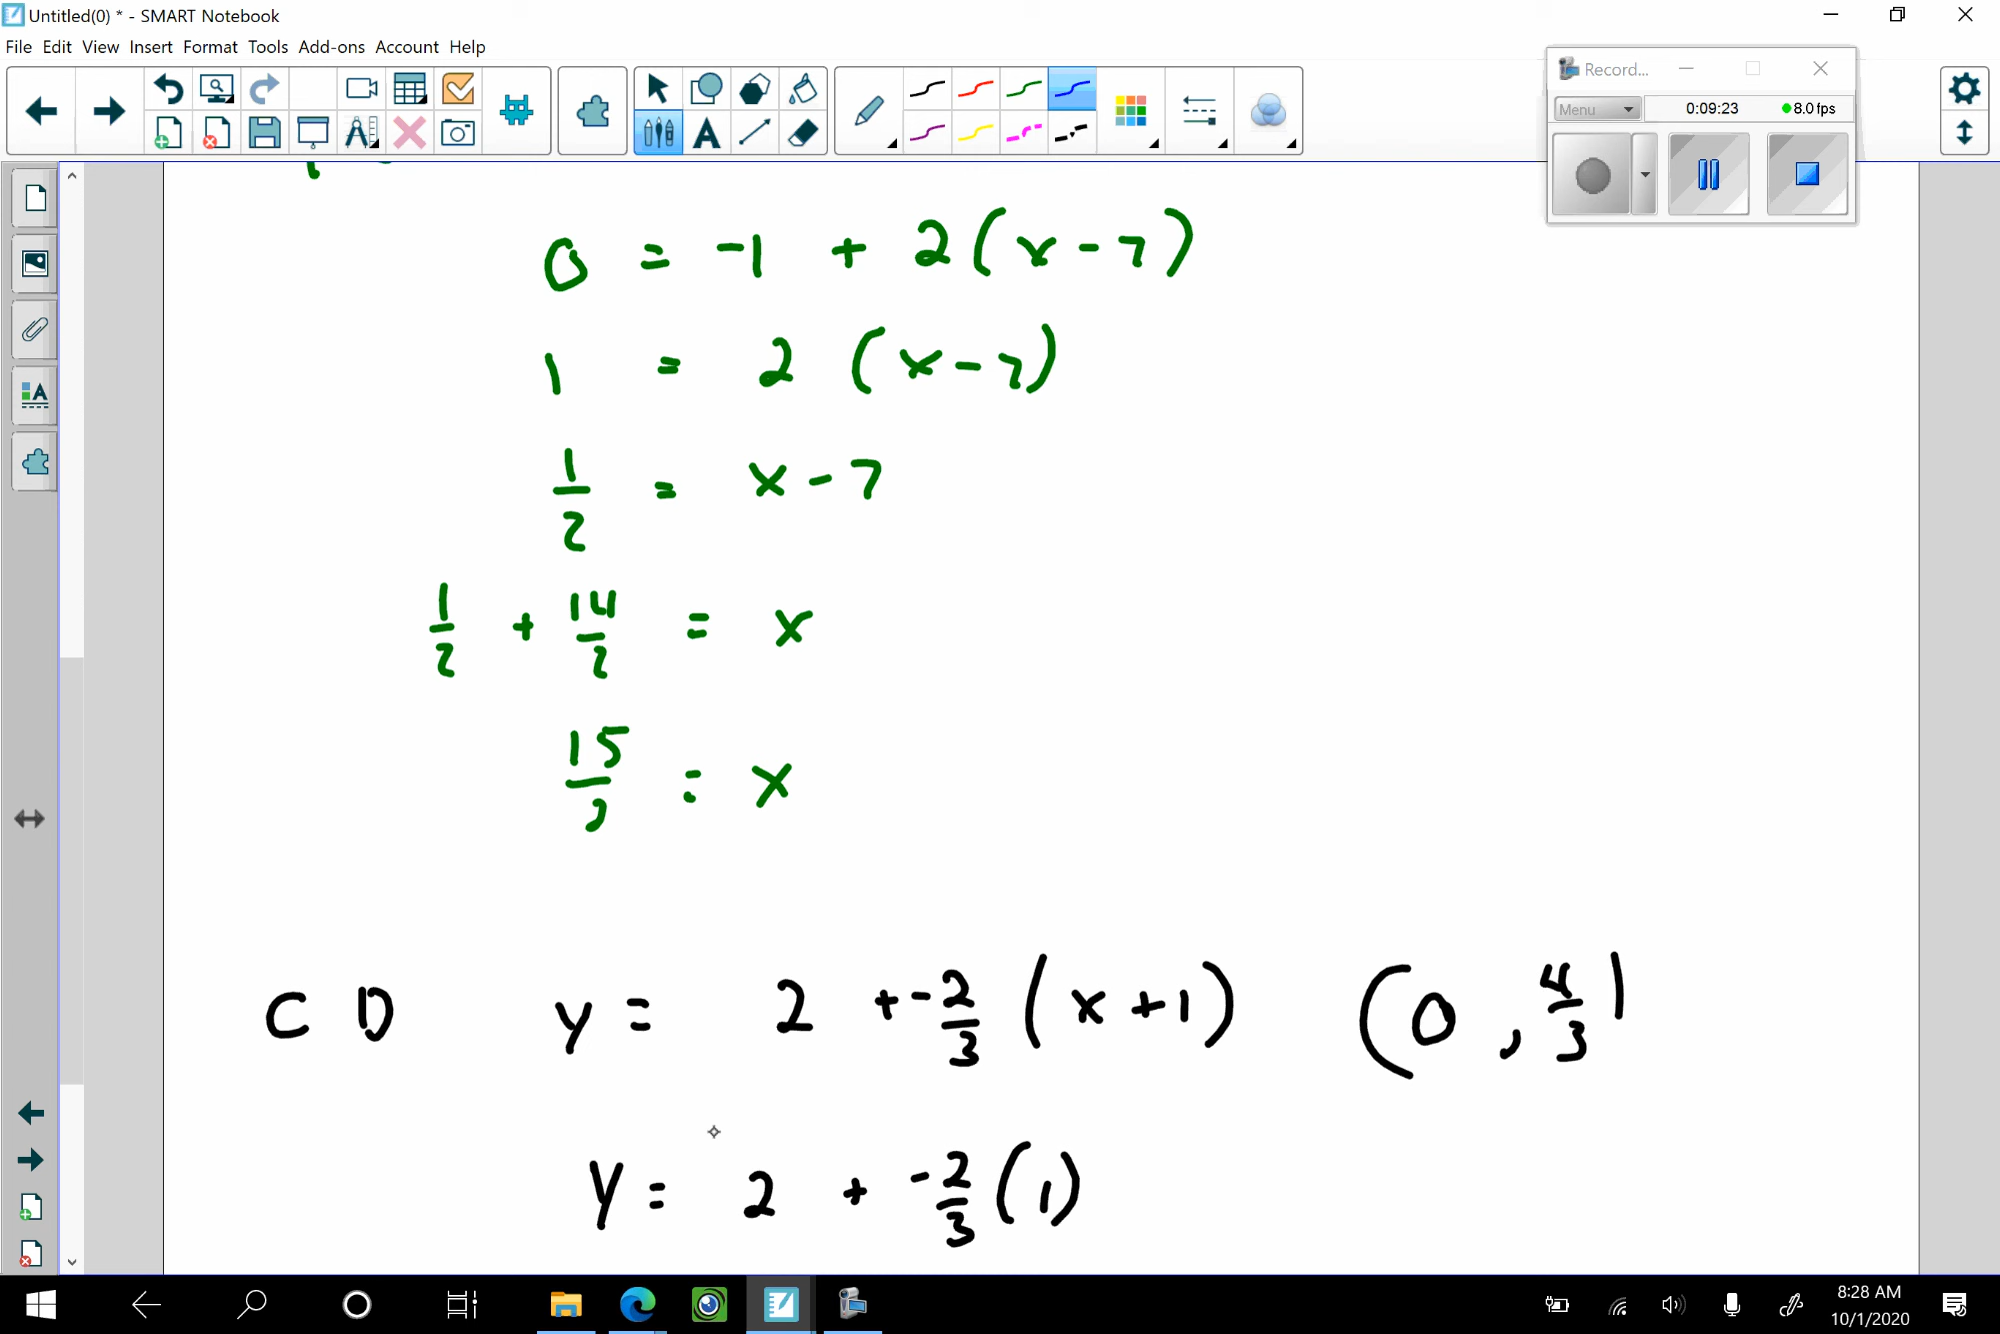 Untitled(0) * - SMART Notebook
File Edit View Insert Format Tools Add-ons Account Help
Record...
Menu 0:09:23 8.0 fps
0 = -1 + 2(x-7)
1 = 2 (x-7)
1/2 = x-7
1/2 + 14/2 = x
15/2 = x
C D y = 2 + -2/3 (x+1) (0, 4/3)
y = 2 + -2/3 (1)
8:28 AM
10/1/2020